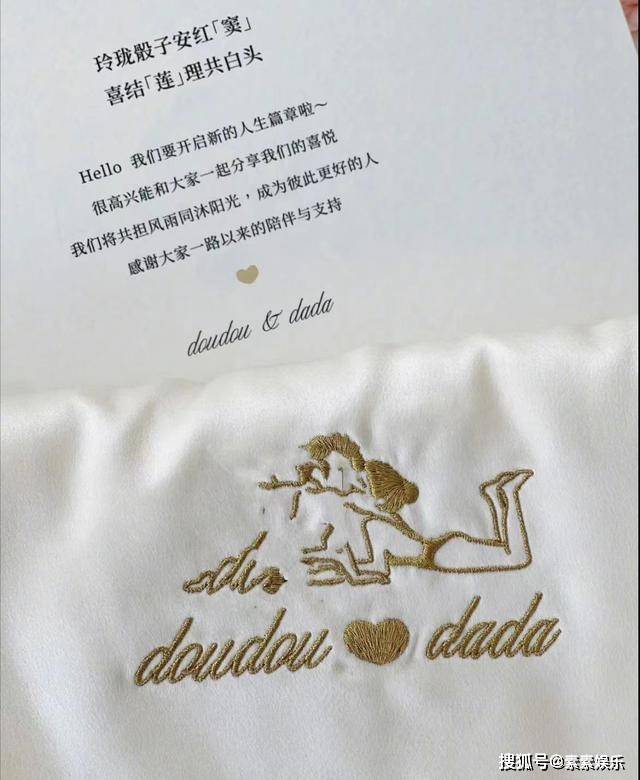 玲珑骰子安红「窦」
喜结「莲」理共白头
Hello 我们要开启新的人生篇章啦～
很高兴能和大家一起分享我们的喜悦
我们将共担风雨同沐阳光，成为彼此更好的人
感谢大家一路以来的陪伴与支持
doudou & dada
doudou dada
搜狐号@素素娱乐